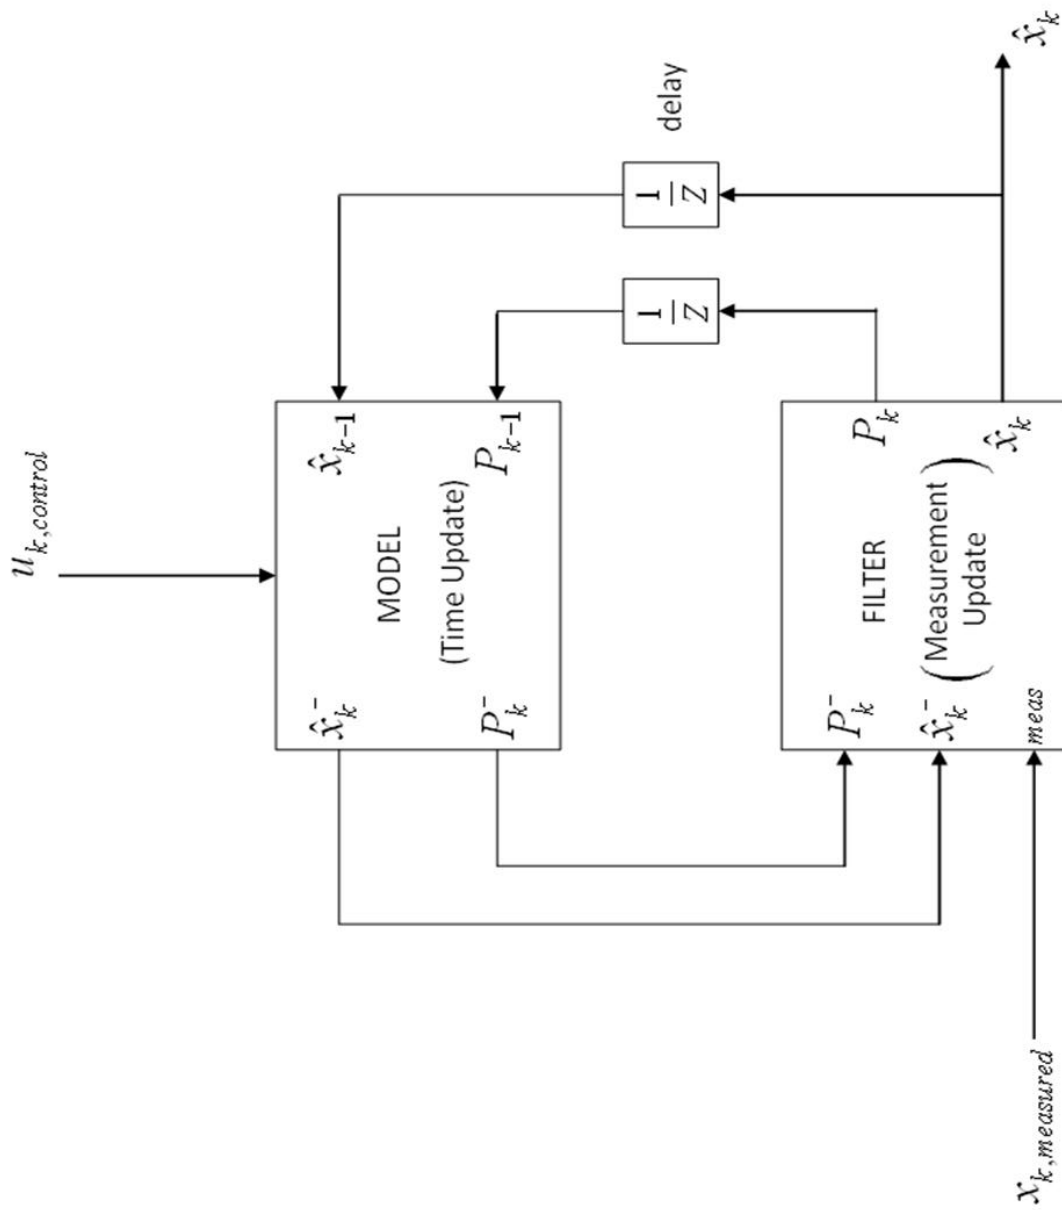 u_{k,control}
x̂_{k-1}
x̂_k^-
MODEL
(Time Update)
P_{k-1}
P_k^-
1/Z
1/Z
delay
P_k^-
P_k
FILTER
x̂_k^-
(Measurement
Update)
x̂_k
meas
x_{k,measured}
x̂_k